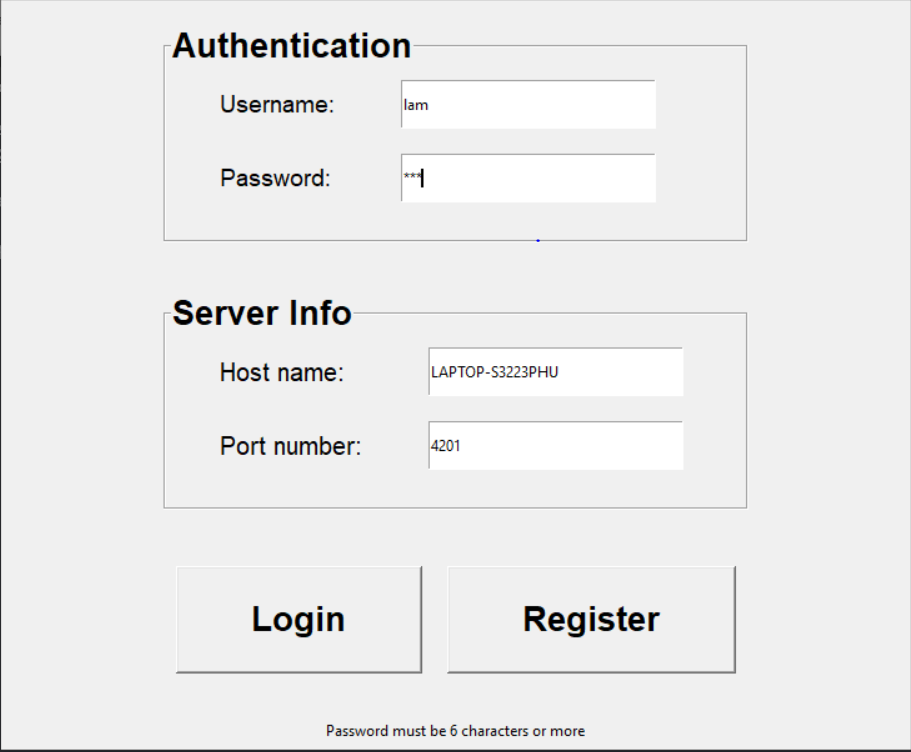 Authentication
Username: lam
Password: ***
Server Info
Host name: LAPTOP-S3223PHU
Port number: 4201
Login Register
Password must be 6 characters or more